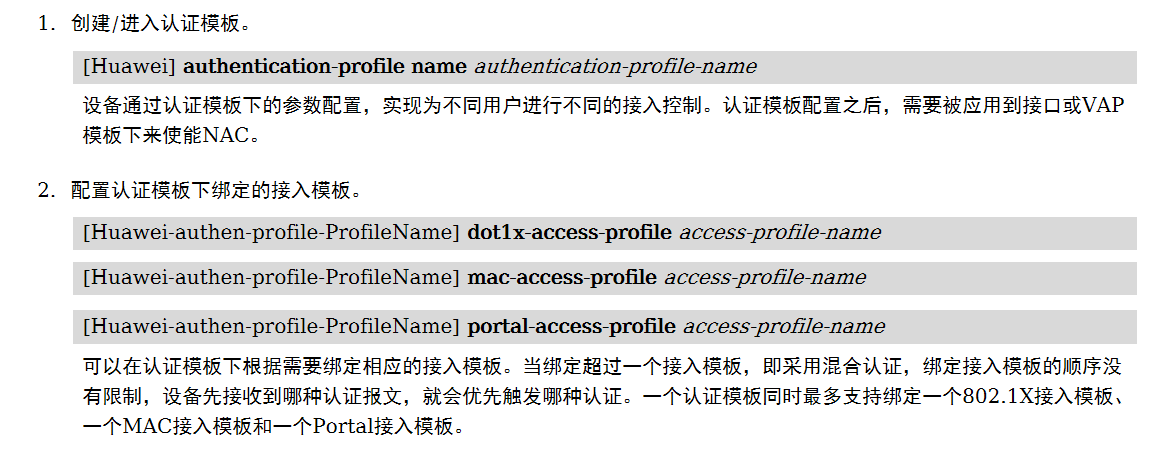 1. 创建/进入认证模板。
[Huawei] authentication-profile name authentication-profile-name
设备通过认证模板下的参数配置，实现为不同用户进行不同的接入控制。认证模板配置之后，需要被应用到接口或VAP
模板下来使能NAC。
2. 配置认证模板下绑定的接入模板。
[Huawei-authen-profile-ProfileName] dot1x-access-profile access-profile-name
[Huawei-authen-profile-ProfileName] mac-access-profile access-profile-name
[Huawei-authen-profile-ProfileName] portal-access-profile access-profile-name
可以在认证模板下根据需要绑定相应的接入模板。当绑定超过一个接入模板，即采用混合认证，绑定接入模板的顺序没
有限制，设备先接收到哪种认证报文，就会优先触发哪种认证。一个认证模板同时最多支持绑定一个802.1X接入模板、
一个MAC接入模板和一个Portal接入模板。